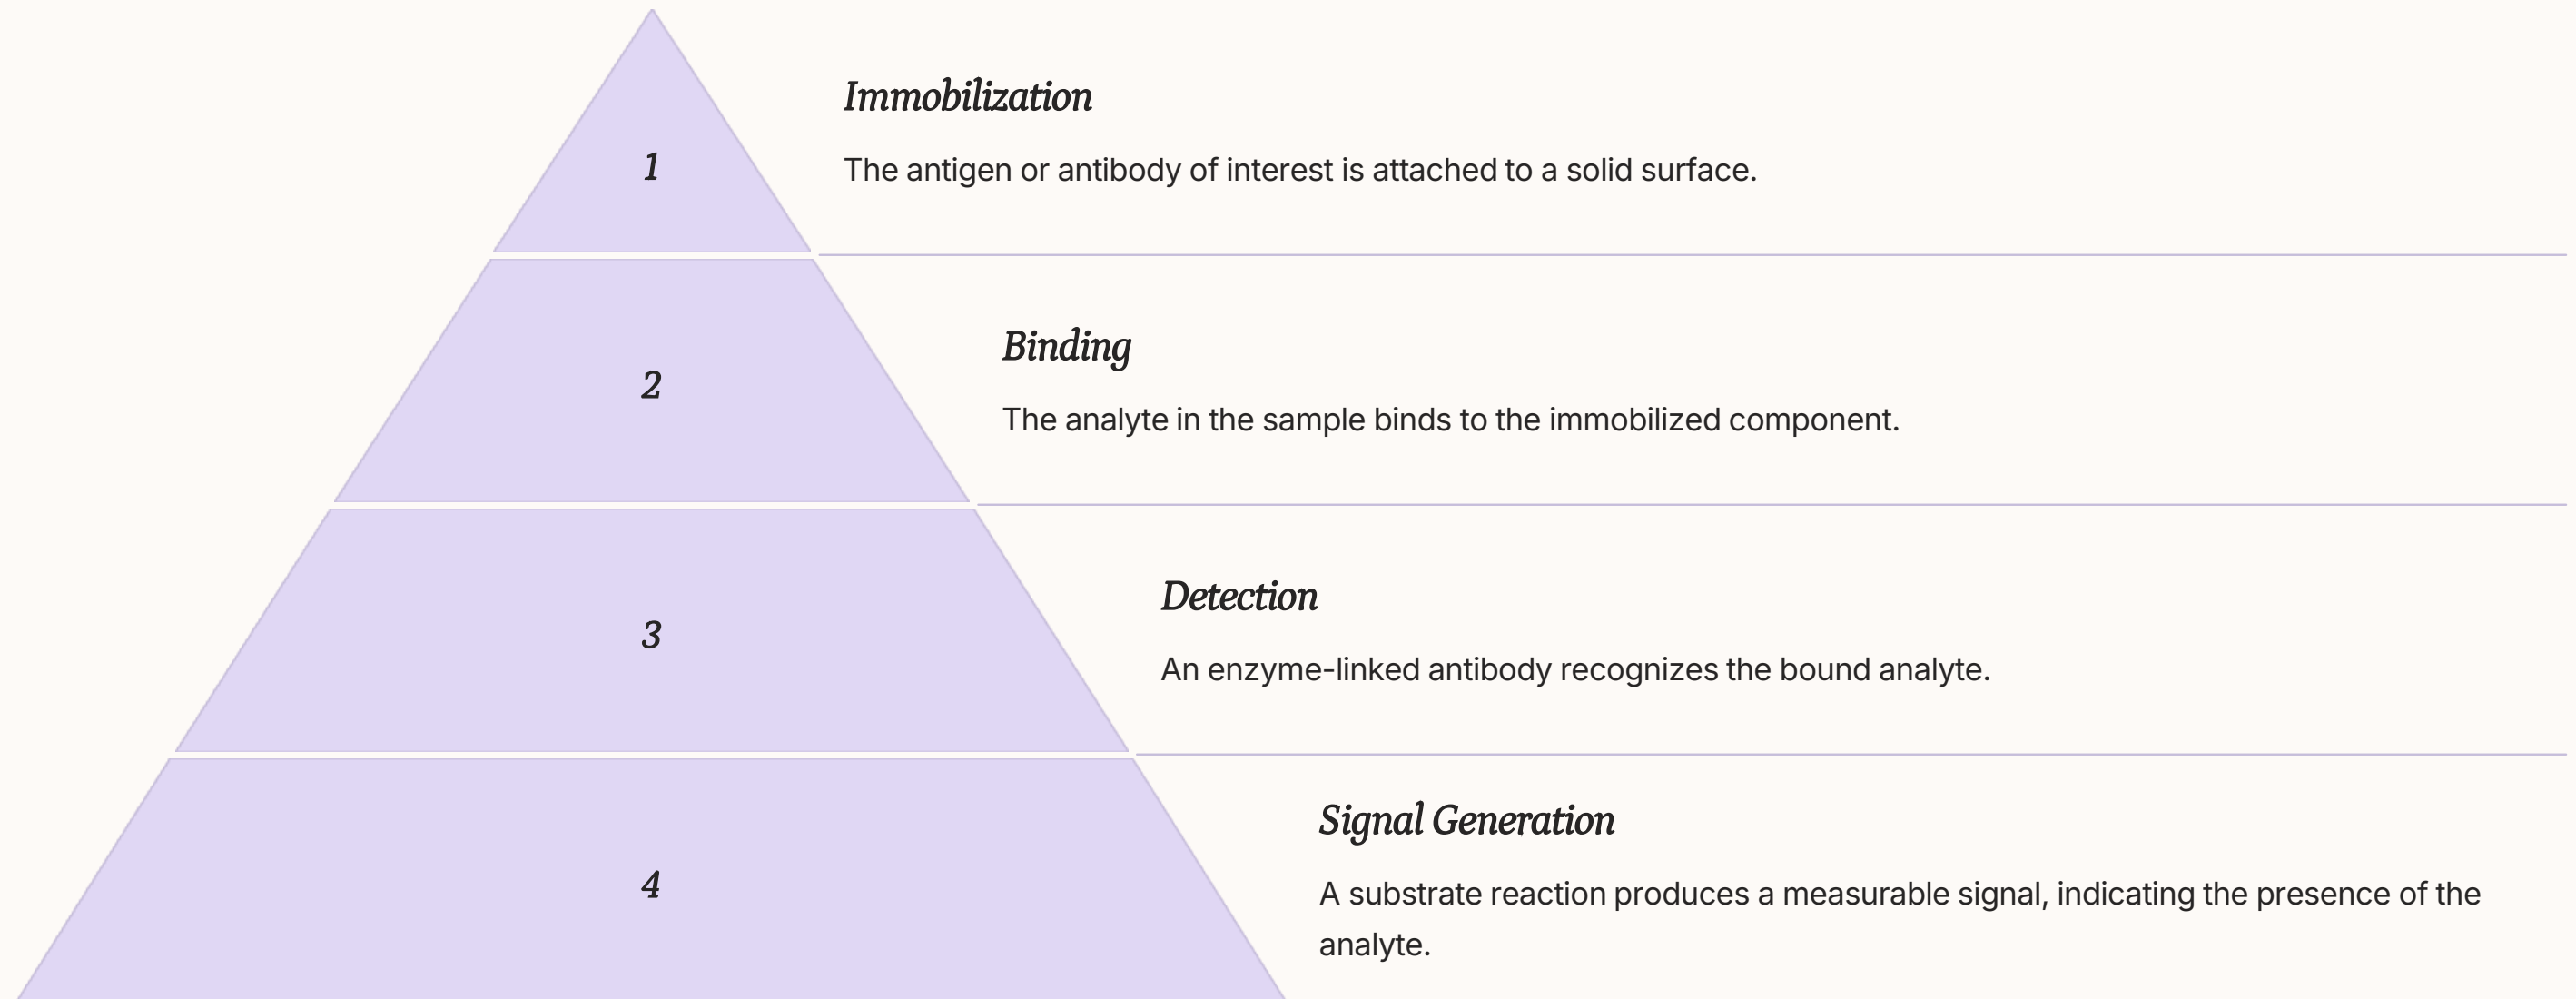 1
Immobilization
The antigen or antibody of interest is attached to a solid surface.
2
Binding
The analyte in the sample binds to the immobilized component.
3
Detection
An enzyme-linked antibody recognizes the bound analyte.
4
Signal Generation
A substrate reaction produces a measurable signal, indicating the presence of the
analyte.